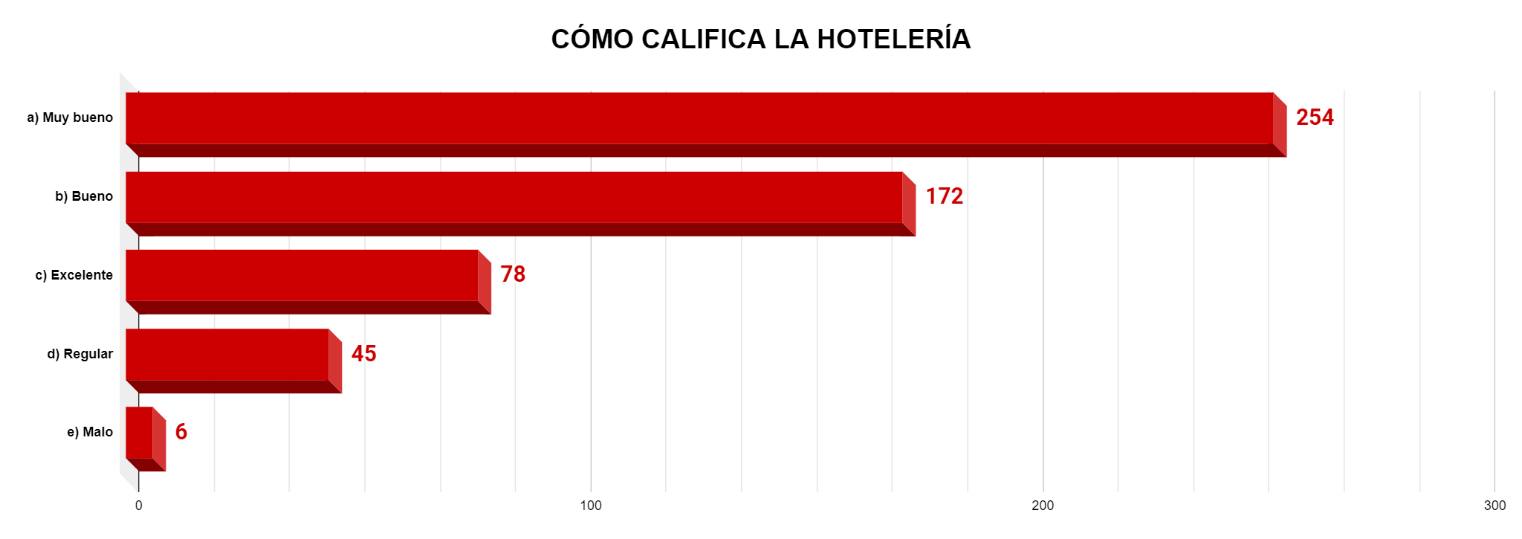 CÓMO CALIFICA LA HOTELERÍA
a) Muy bueno
254
b) Bueno
172
c) Excelente
78
d) Regular
45
e) Malo
6
0
100
200
300